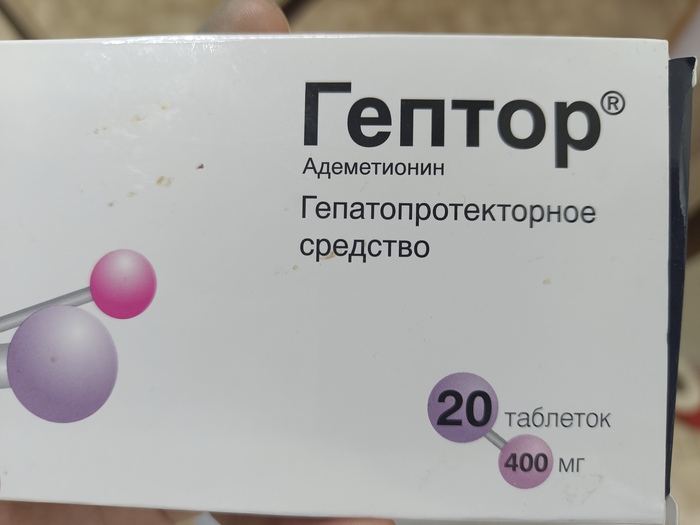 Гептор®
Адеметионин
Гепатопротекторное
средство
20 таблеток
400 мг